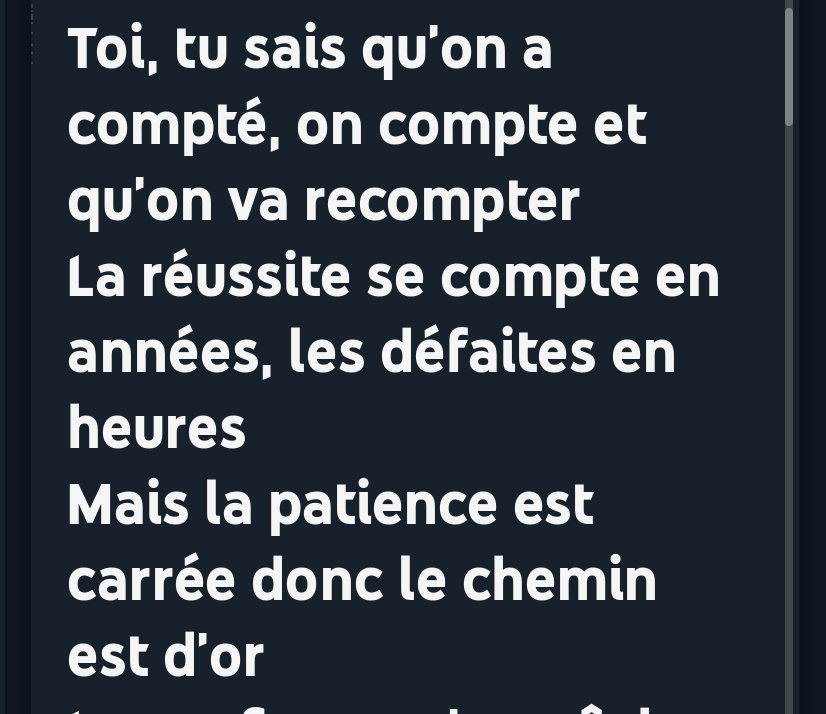 Toi, tu sais qu'on a
compté, on compte et
qu'on va recompter
La réussite se compte en
années, les défaites en
heures
Mais la patience est
carrée donc le chemin
est d'or